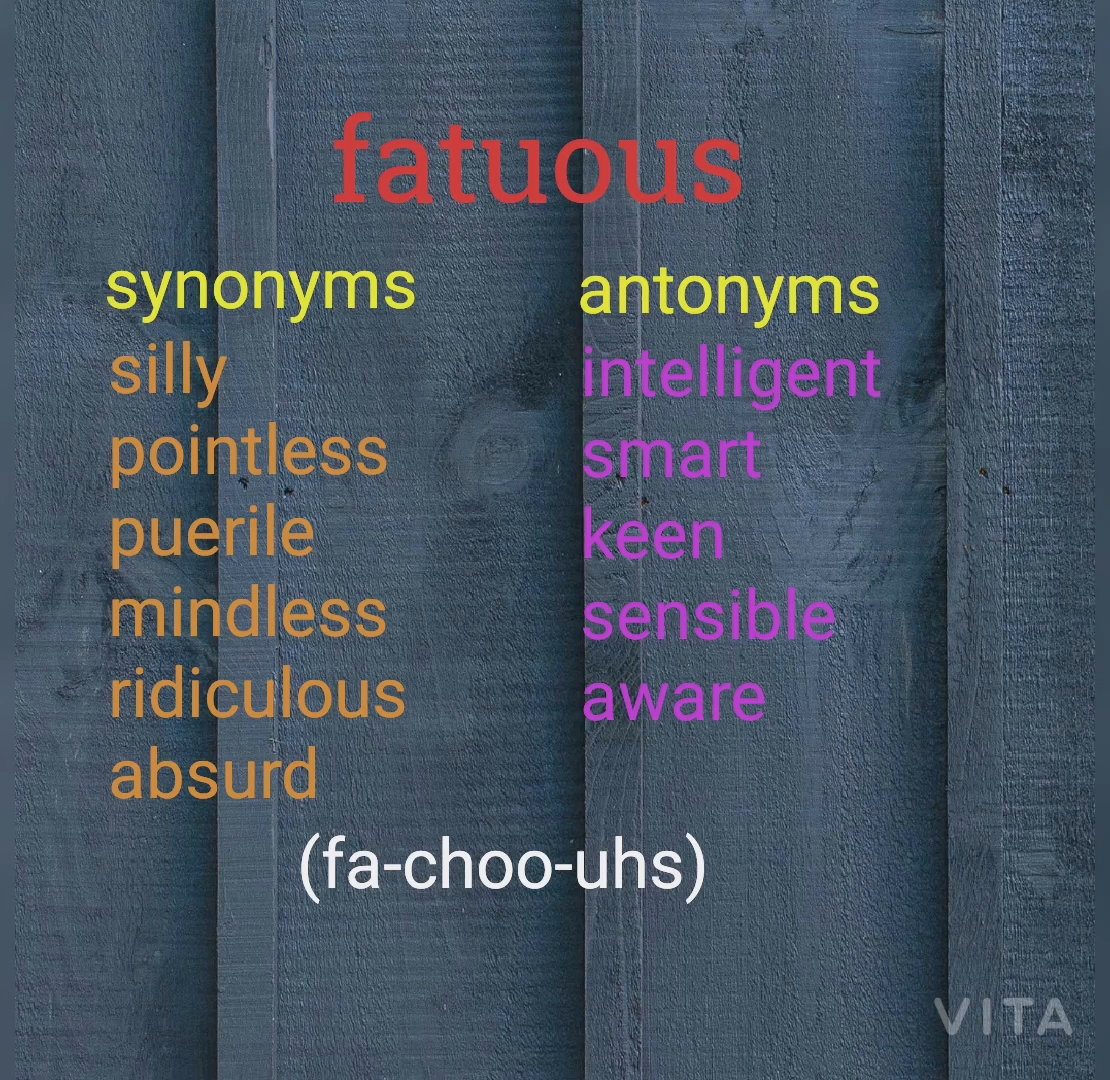 fatuous
synonyms
silly
pointless
puerile
mindless
ridiculous
absurd
antonyms
intelligent
smart
keen
sensible
aware
(fa-choo-uhs)
VITA